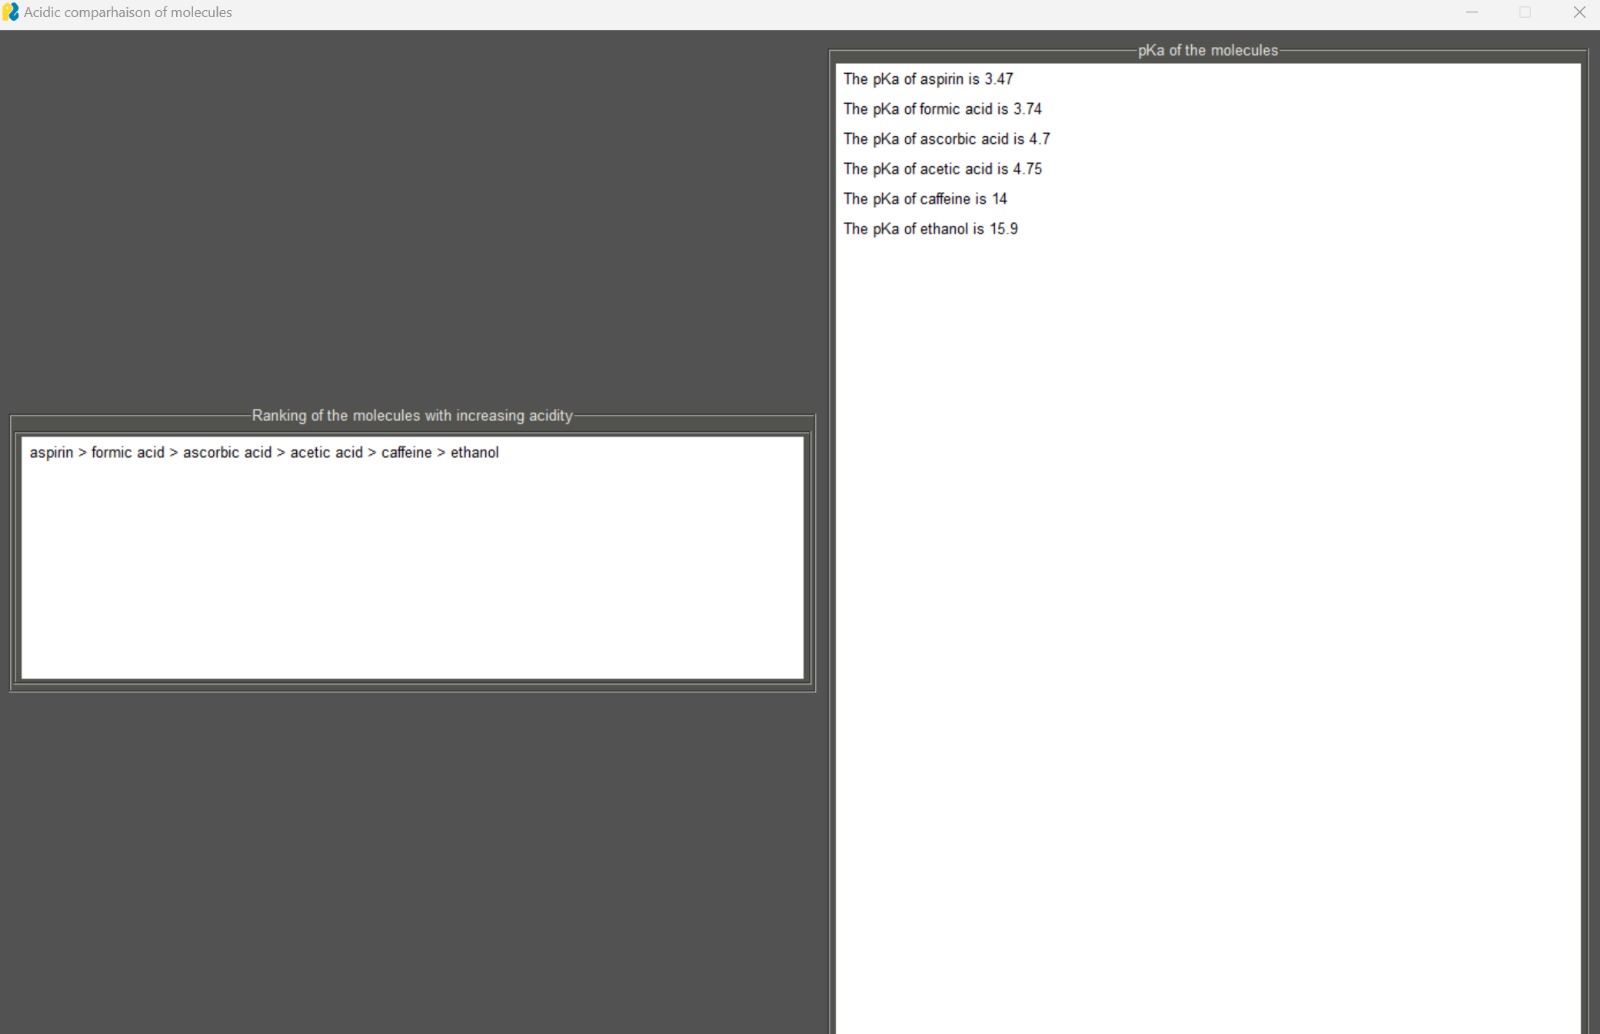 Acidic comparhaison of molecules
Ranking of the molecules with increasing acidity
aspirin > formic acid > ascorbic acid > acetic acid > caffeine > ethanol
pKa of the molecules
The pKa of aspirin is 3.47
The pKa of formic acid is 3.74
The pKa of ascorbic acid is 4.7
The pKa of acetic acid is 4.75
The pKa of caffeine is 14
The pKa of ethanol is 15.9